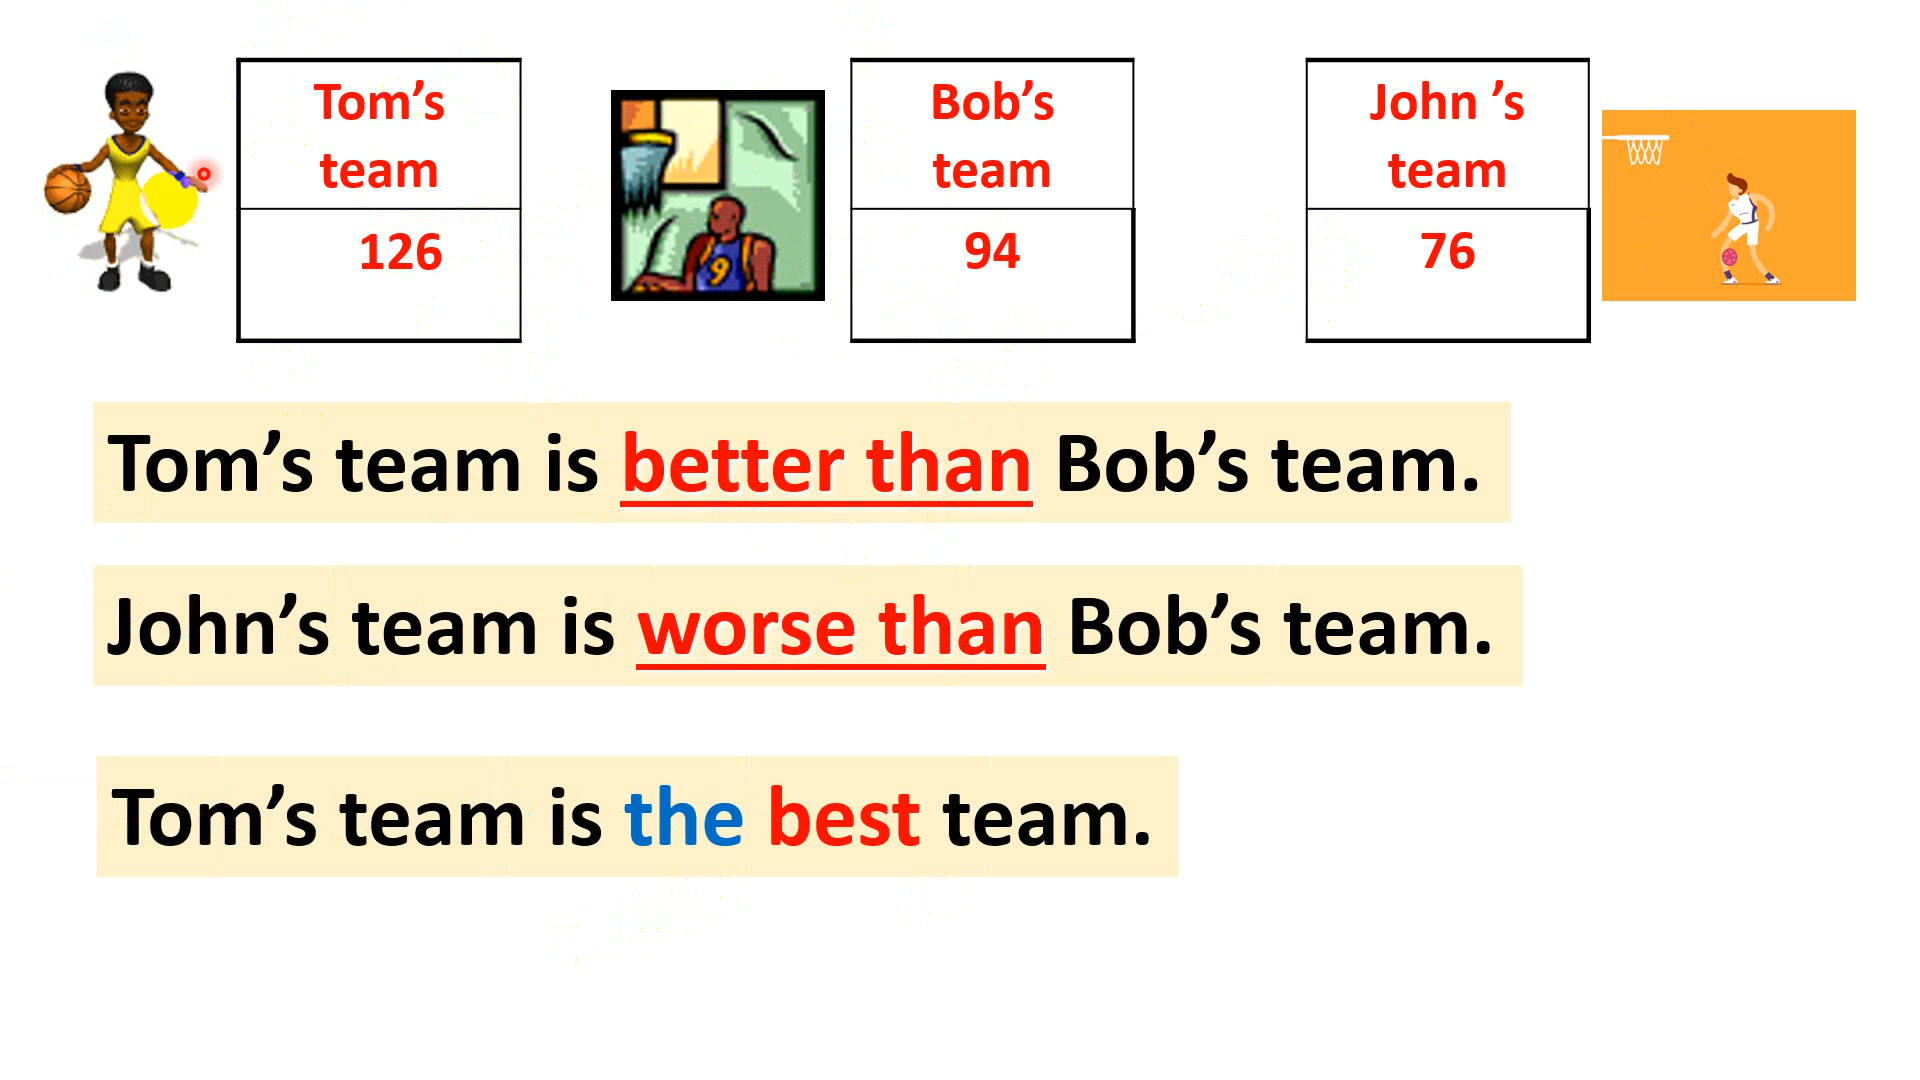 Tom’s
team
126
Bob’s
team
94
John ’s
team
76
9
Tom’s team is better than Bob’s team.
John’s team is worse than Bob’s team.
Tom’s team is the best team.